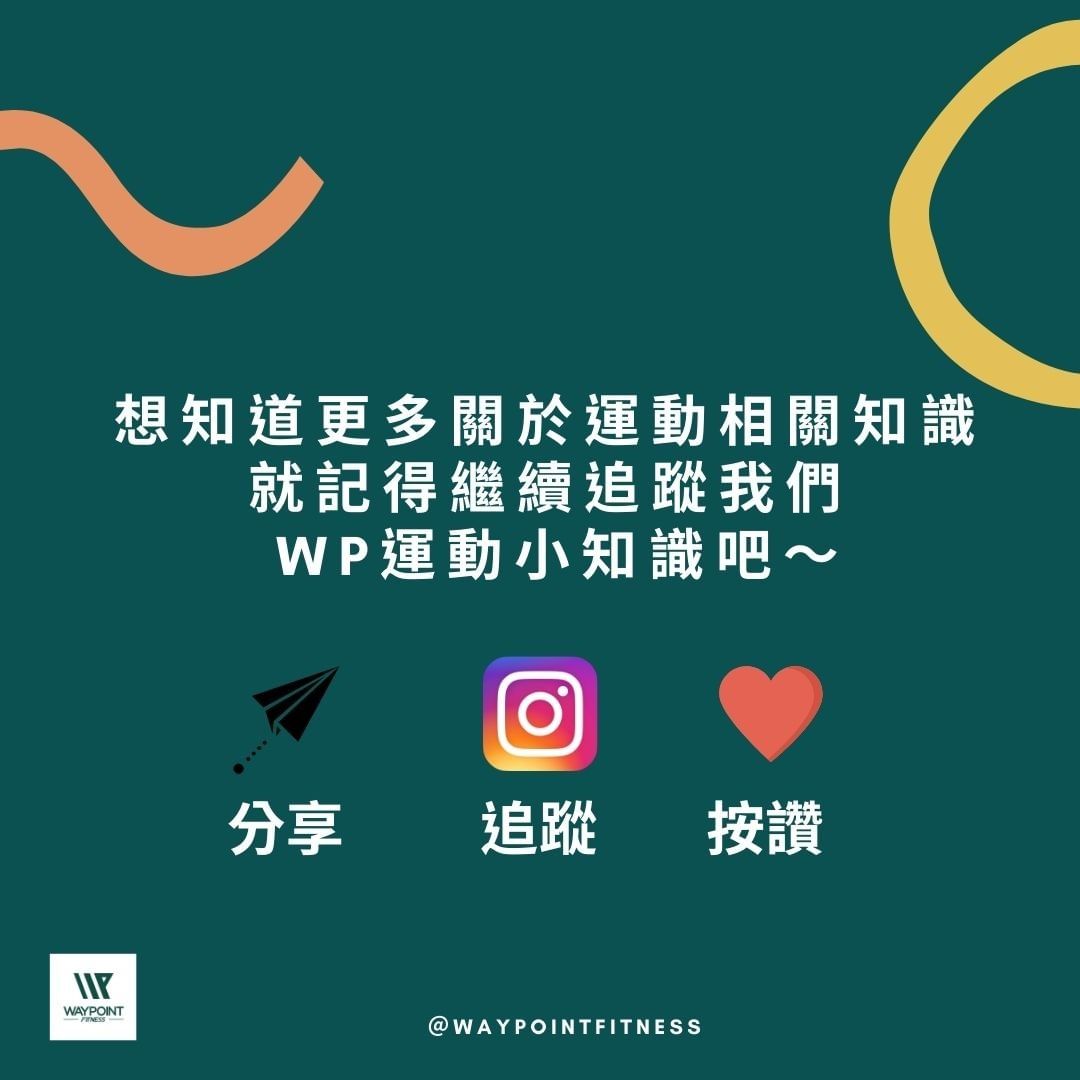 想知道更多關於運動相關知識
就記得繼續追蹤我們
WP運動小知識吧～
分享 追蹤 按讚
WP
WAYPOINT
FITNESS
@WAYPOINTFITNESS